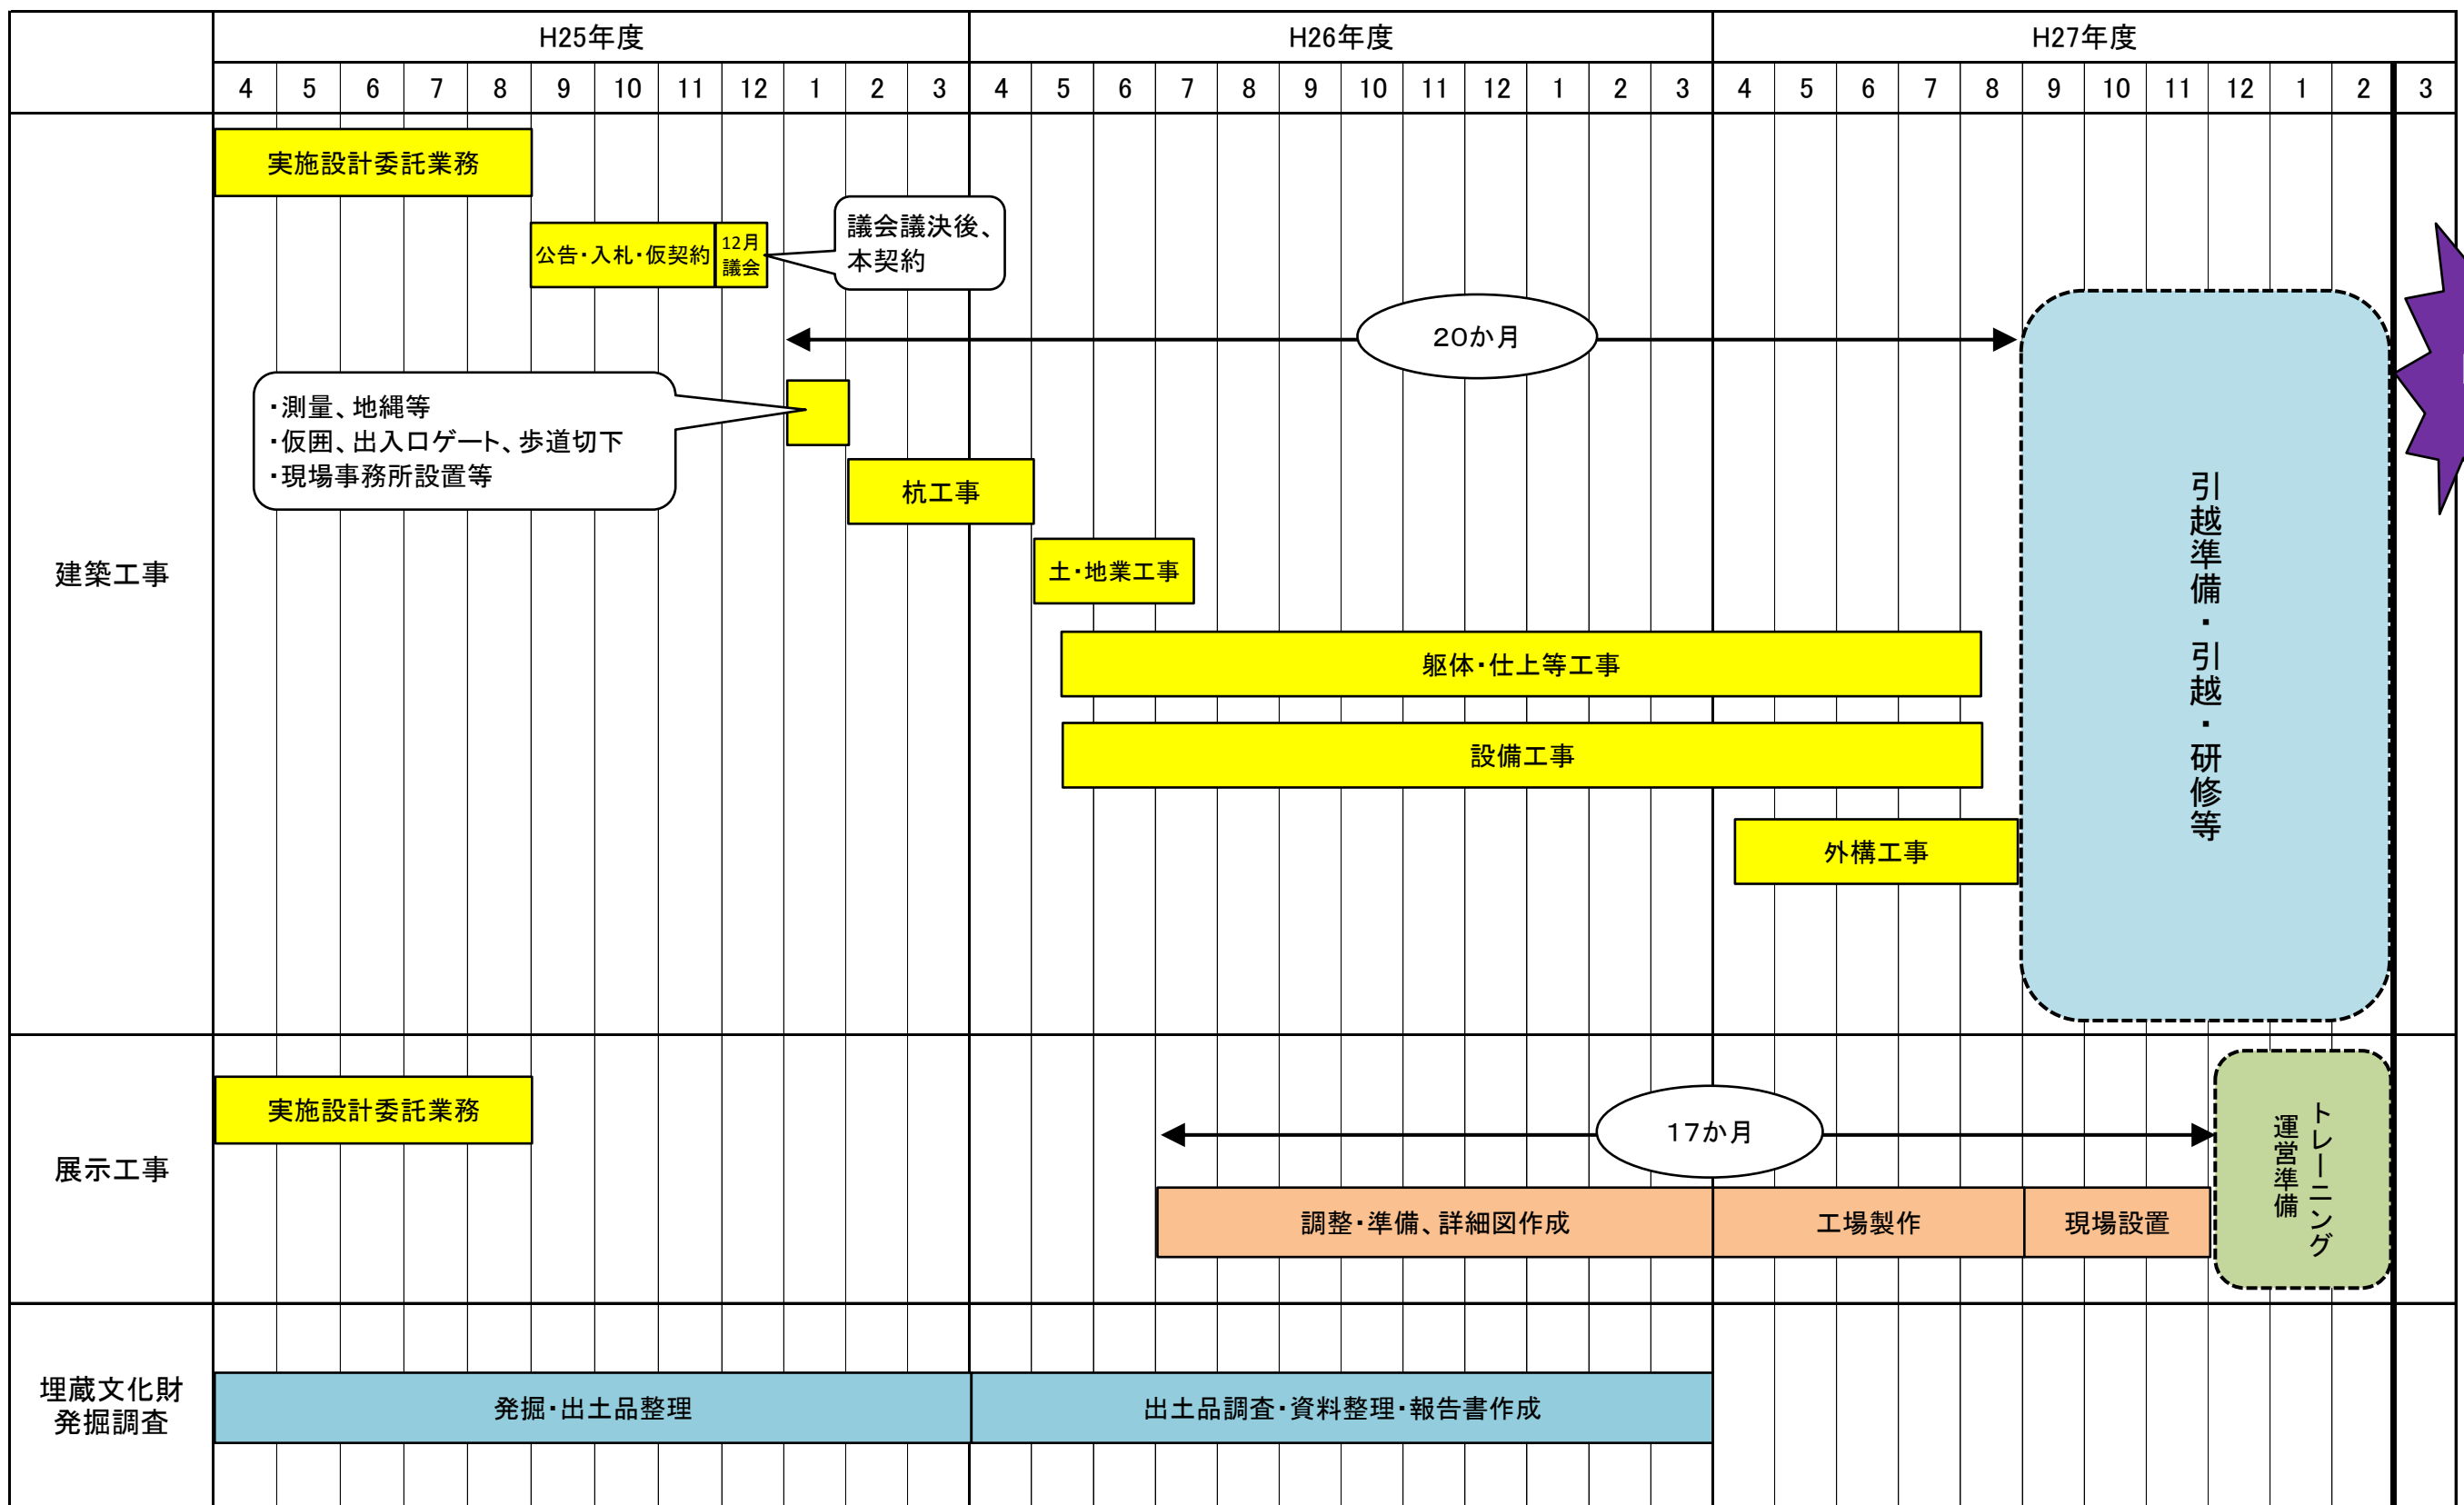 H25年度 H26年度 H27年度
4 5 6 7 8 9 10 11 12 1 2 3 4 5 6 7 8 9 10 11 12 1 2 3 4 5 6 7 8 9 10 11 12 1 2 3
建築工事
実施設計委託業務
公告・入札・仮契約
12月
議会
議会議決後、
本契約
20か月
・測量、地縄等
・仮囲、出入口ゲート、歩道切下
・現場事務所設置等
杭工事
土・地業工事
躯体・仕上等工事
設備工事
外構工事
引越準備・引越・研修等
展示工事
実施設計委託業務
17か月
調整・準備、詳細図作成
工場製作
現場設置
トレーニング
運営準備
埋蔵文化財
発掘調査
発掘・出土品整理
出土品調査・資料整理・報告書作成